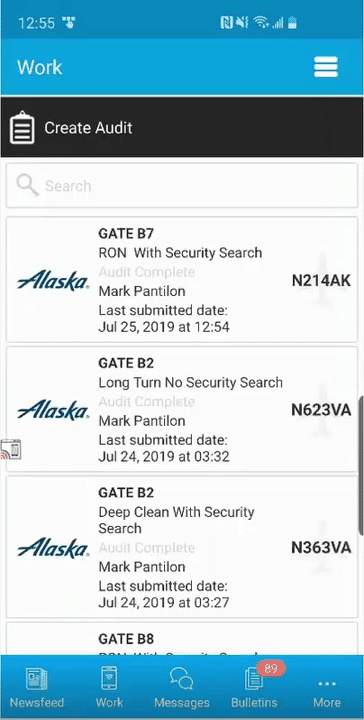 12:55
Work
Create Audit
Search
GATE B7
RON With Security Search
Audit Complete
Alaska
N214AK
Mark Pantilon
Last submitted date:
Jul 25, 2019 at 12:54
GATE B2
Long Turn No Security Search
Audit Complete
Alaska
N623VA
Mark Pantilon
Last submitted date:
Jul 24, 2019 at 03:32
GATE B2
Deep Clean With Security
Search
Audit Complete
Alaska
N363VA
Mark Pantilon
Last submitted date:
Jul 24, 2019 at 03:27
GATE B8
89
Newsfeed
Work
Messages
Bulletins
More